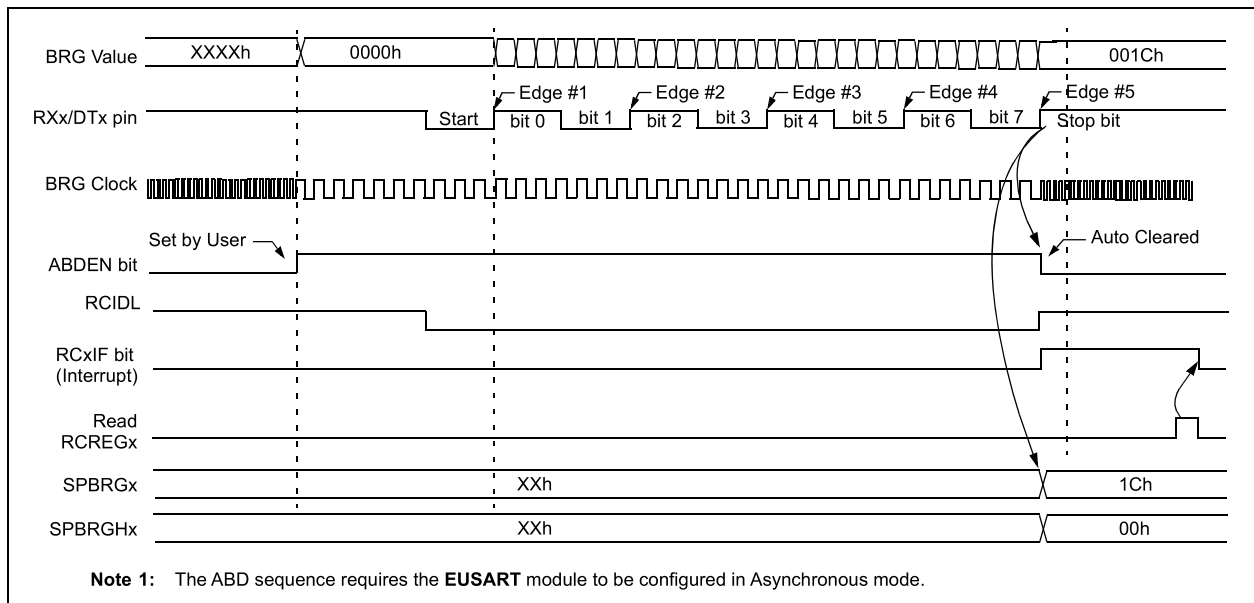 BRG Value
XXXXh
0000h
001Ch
RXx/DTx pin
Start
Edge #1
bit 0
bit 1
Edge #2
bit 2
bit 3
Edge #3
bit 4
bit 5
Edge #4
bit 6
bit 7
Edge #5
Stop bit
BRG Clock
Set by User
Auto Cleared
ABDEN bit
RCIDL
RCxIF bit
(Interrupt)
Read
RCREGx
SPBRGx
XXh
1Ch
SPBRGHx
XXh
00h
Note 1: The ABD sequence requires the EUSART module to be configured in Asynchronous mode.